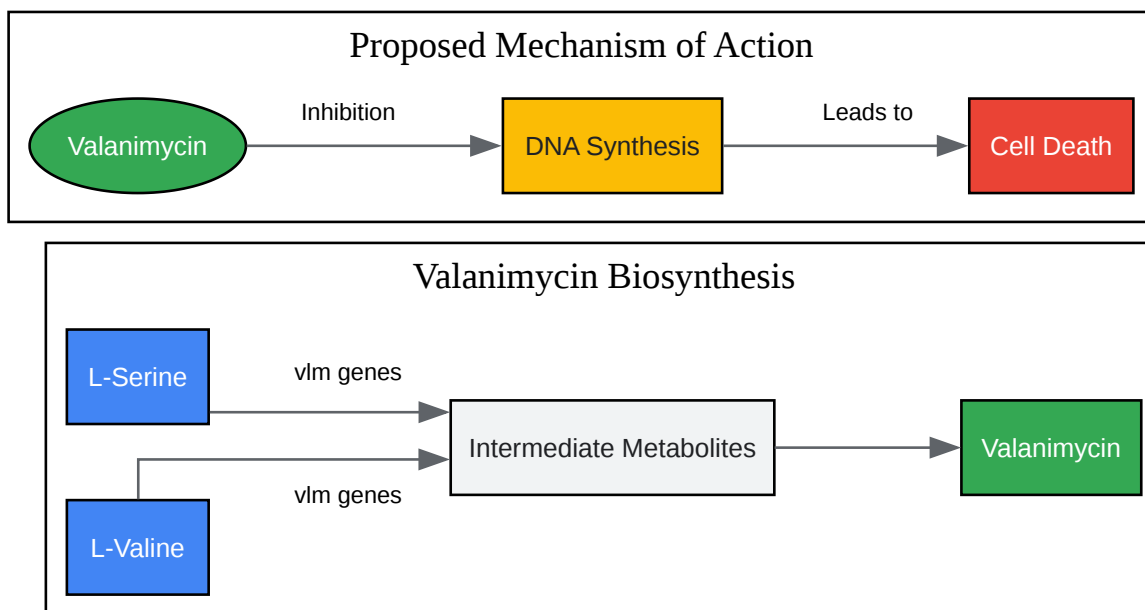 Proposed Mechanism of Action
Valanimycin
Inhibition
DNA Synthesis
Leads to
Cell Death
Valanimycin Biosynthesis
L-Serine
vlm genes
Intermediate Metabolites
Valanimycin
vlm genes
L-Valine